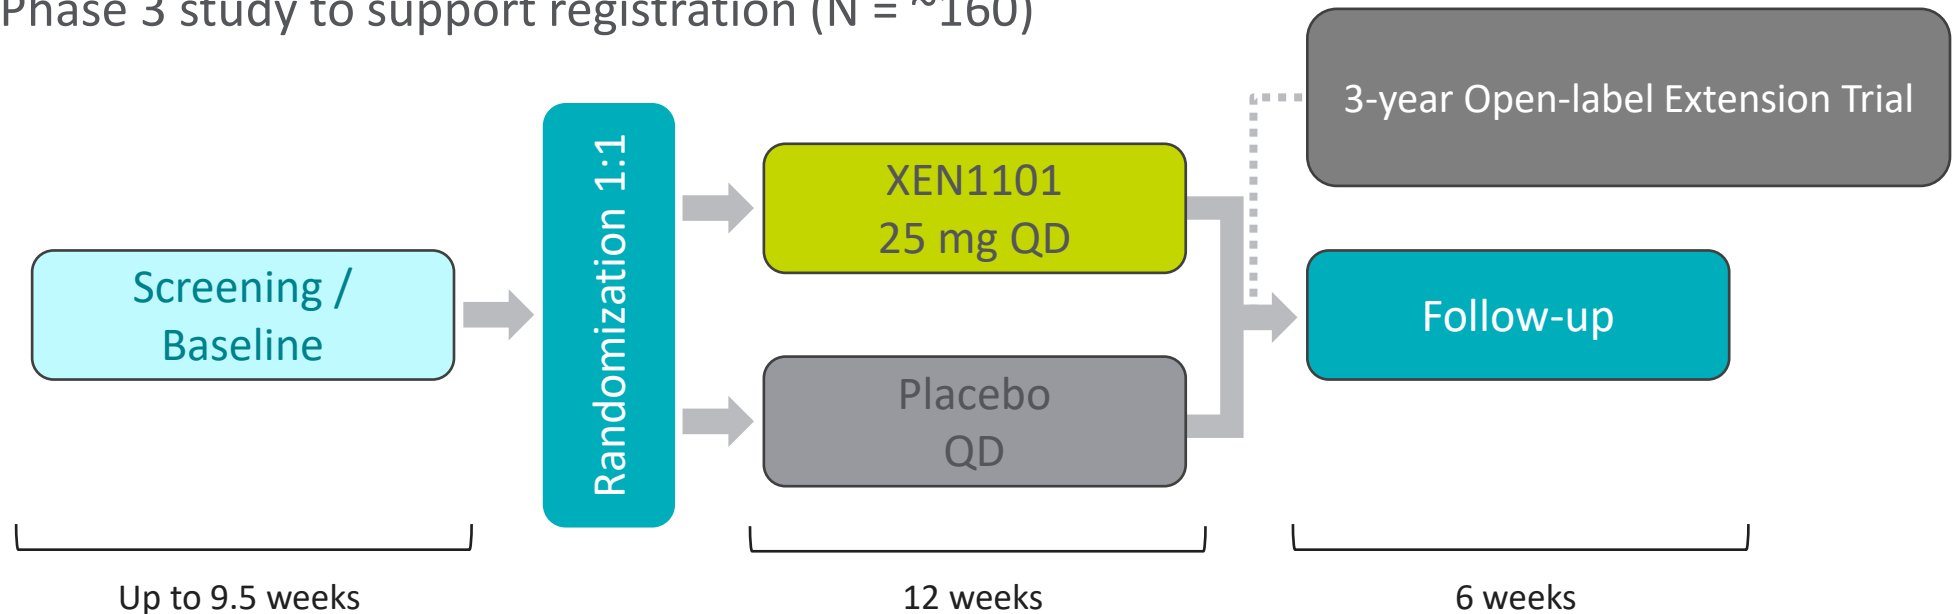 Phase 3 study to support registration (N = ~160)
3-year Open-label Extension Trial
Randomization 1:1
XEN1101
25 mg QD
Screening /
Baseline
Follow-up
Placebo
QD
Up to 9.5 weeks
12 weeks
6 weeks